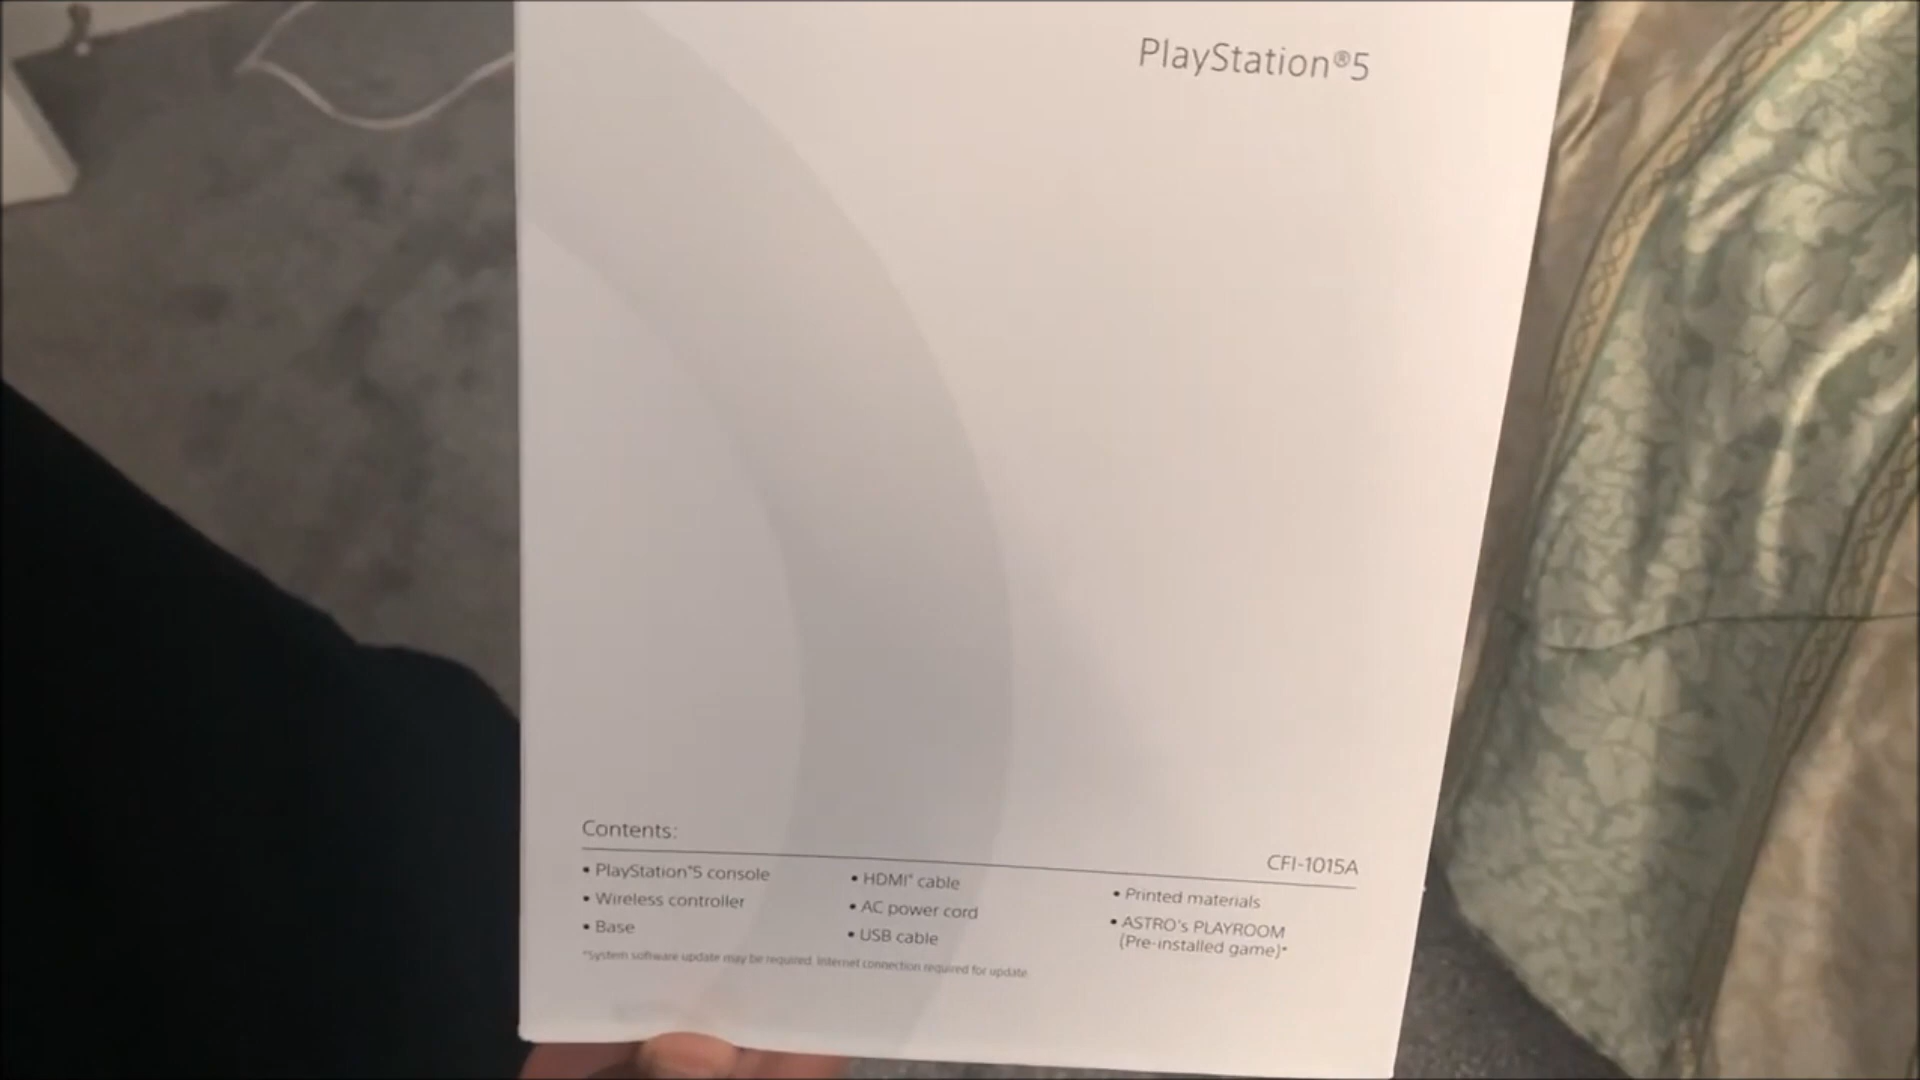 PlayStation®5
Contents:
CFI-1015A
• PlayStation®5 console
• Wireless controller
• Base
• HDMI® cable
• AC power cord
• USB cable
• Printed materials
• ASTRO's PLAYROOM
(Pre-installed game)*
*System software update may be required. Internet connection required for update.